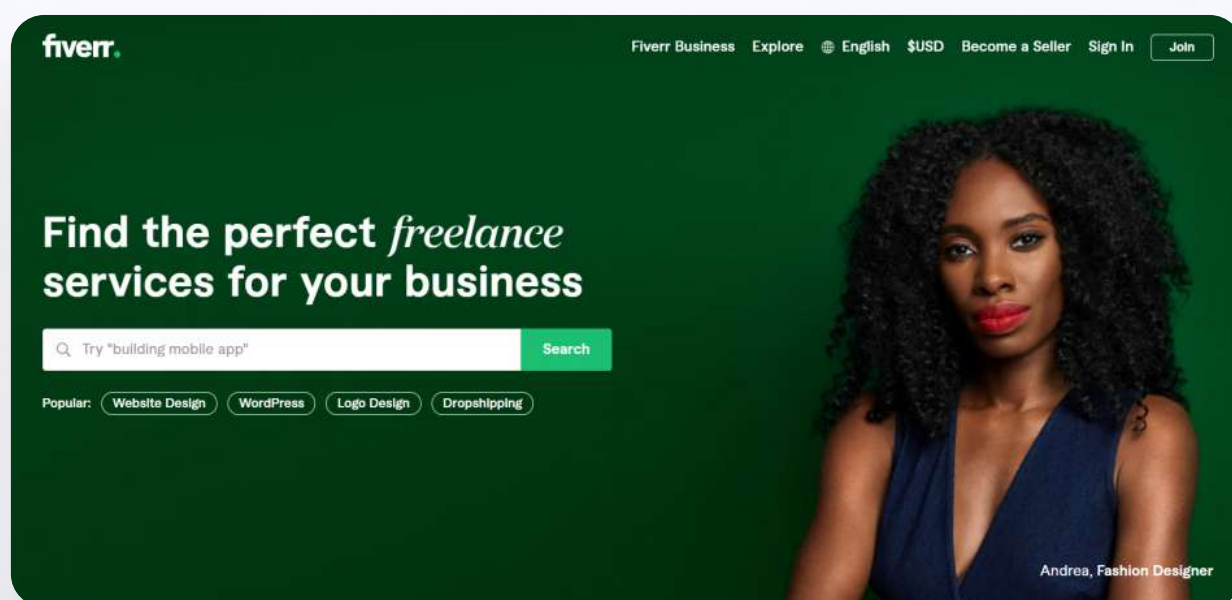 fiverr.
Fiverr Business Explore English $USD Become a Seller Sign In Join
Find the perfect freelance
services for your business
Try "building mobile app" Search
Popular: Website Design WordPress Logo Design Dropshipping
Andrea, Fashion Designer